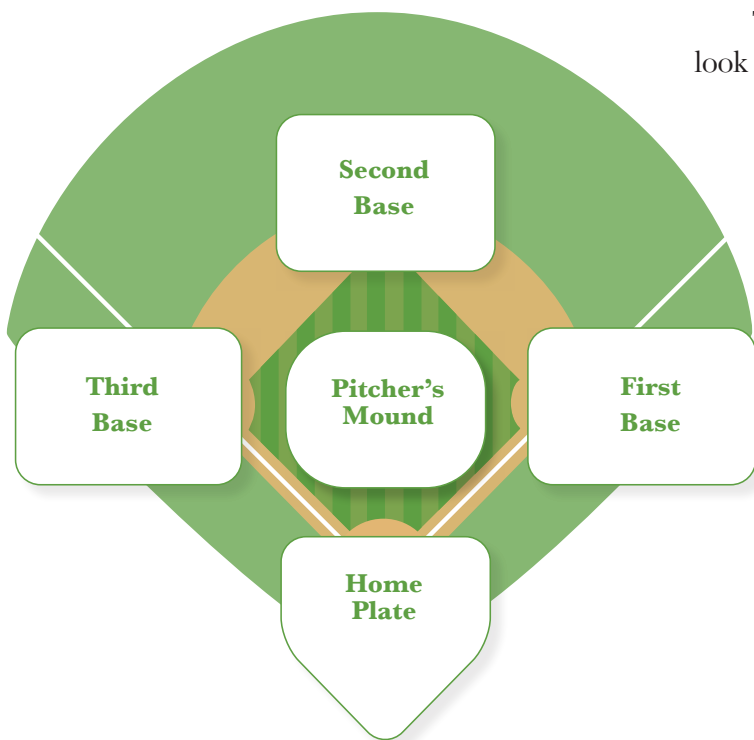 look
Second
Base
Third
Base
Pitcher's
Mound
First
Base
Home
Plate